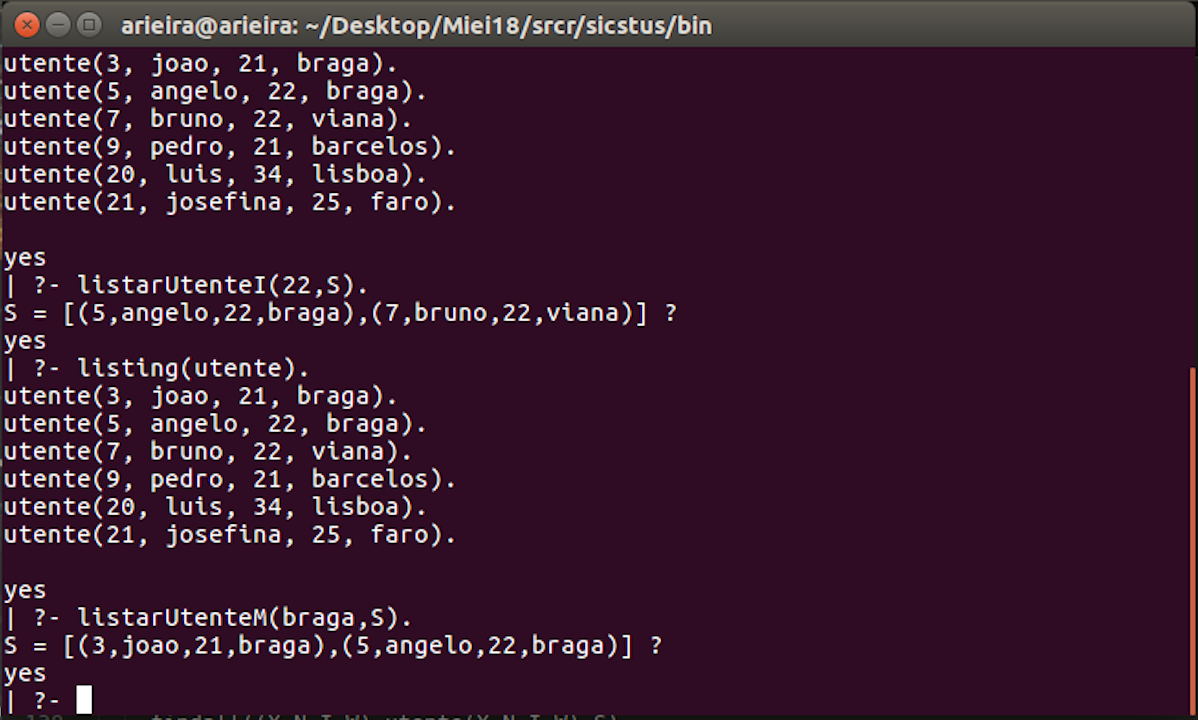 arieira@arieira: ~/Desktop/Miei18/srcr/sicstus/bin
utente(3, joao, 21, braga).
utente(5, angelo, 22, braga).
utente(7, bruno, 22, viana).
utente(9, pedro, 21, barcelos).
utente(20, luis, 34, lisboa).
utente(21, josefina, 25, faro).
yes
| ?- listarUtenteI(22,S).
S = [(5,angelo,22,braga),(7,bruno,22,viana)] ?
yes
| ?- listing(utente).
utente(3, joao, 21, braga).
utente(5, angelo, 22, braga).
utente(7, bruno, 22, viana).
utente(9, pedro, 21, barcelos).
utente(20, luis, 34, lisboa).
utente(21, josefina, 25, faro).
yes
| ?- listarUtenteM(braga,S).
S = [(3,joao,21,braga),(5,angelo,22,braga)] ?
yes
| ?-